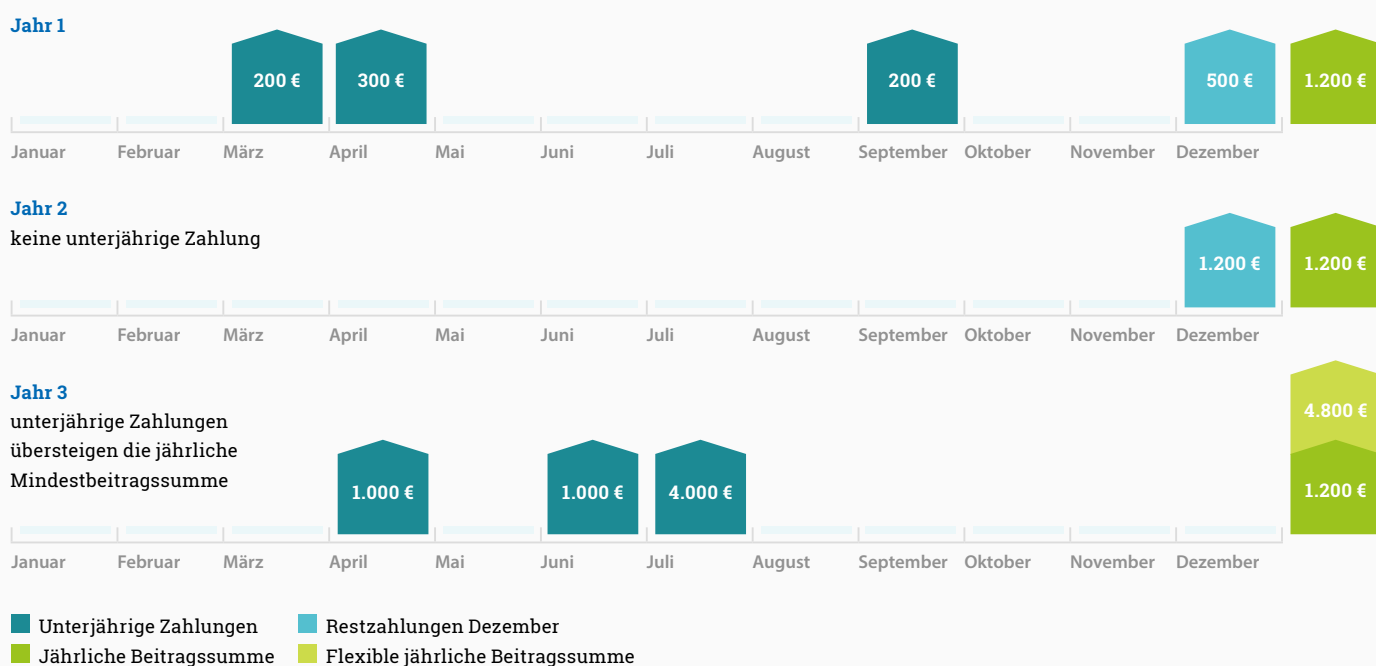 Jahr 1
200 €
300 €
200 €
500 €
1.200 €
Januar Februar März April Mai Juni Juli August September Oktober November Dezember
Jahr 2
keine unterjährige Zahlung
1.200 €
1.200 €
Januar Februar März April Mai Juni Juli August September Oktober November Dezember
Jahr 3
unterjährige Zahlungen
übersteigen die jährliche
Mindestbeitragssumme
4.800 €
1.000 €
1.000 €
4.000 €
1.200 €
Januar Februar März April Mai Juni Juli August September Oktober November Dezember
Unterjährige Zahlungen
Restzahlungen Dezember
Jährliche Beitragssumme
Flexible jährliche Beitragssumme